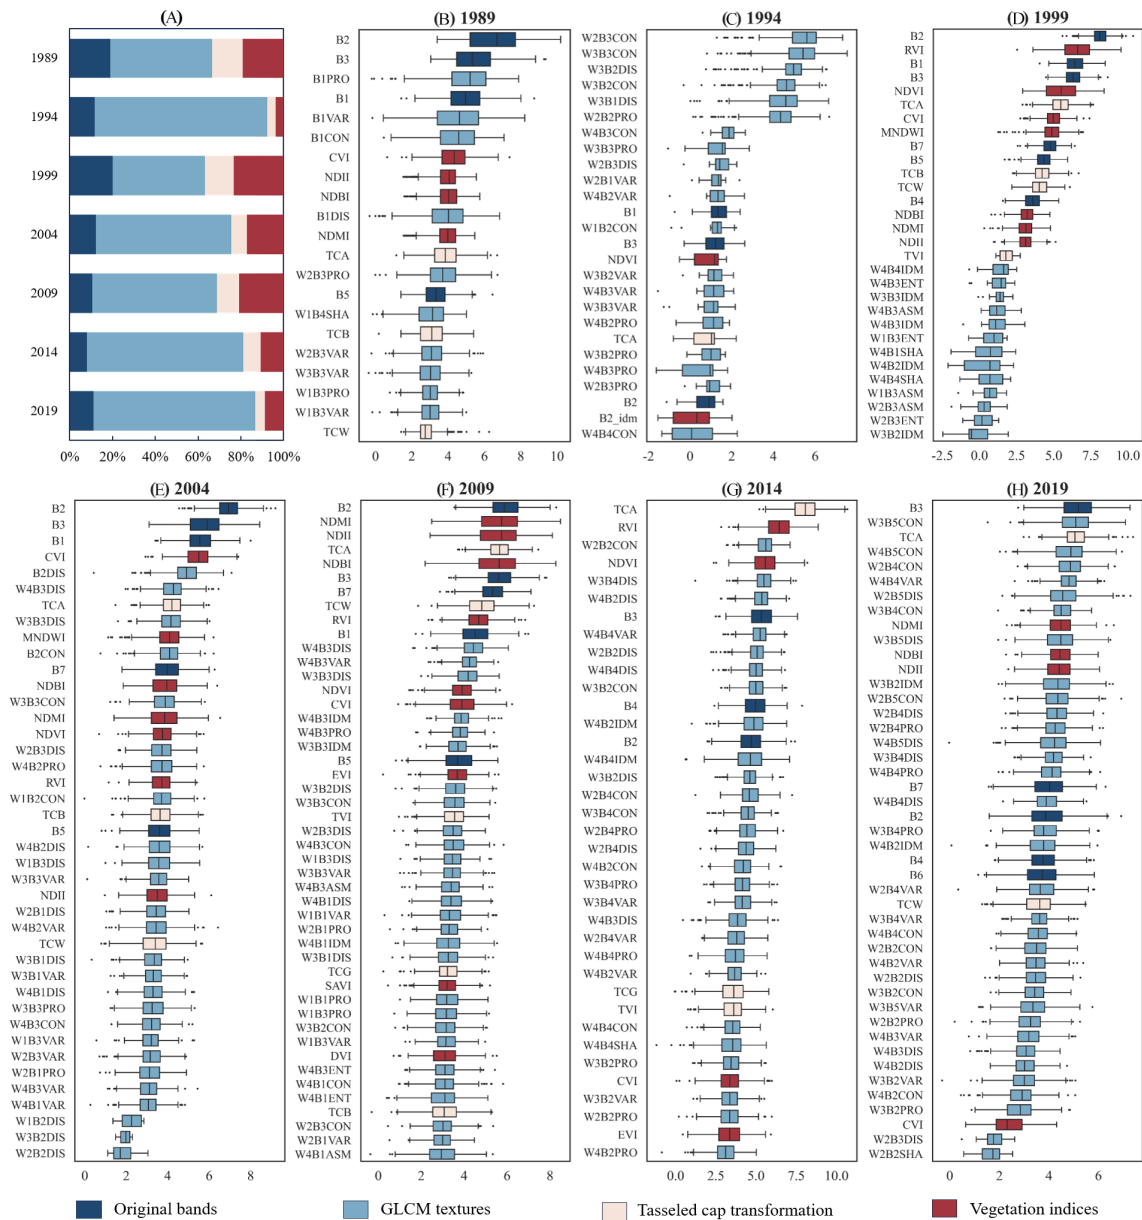 (A)
1989
1994
1999
2004
2009
2014
2019
0% 20% 40% 60% 80% 100%
(B) 1989
B2
B3
B1PRO
B1
B1VAR
B1CON
CVI
NDII
NDBI
B1DIS
NDMI
TCA
W2B3PRO
B5
W1B4SHA
TCB
W2B3VAR
W3B3VAR
W1B3PRO
W1B3VAR
TCW
0 2 4 6 8 10
(C) 1994
W2B3CON
W3B3CON
W3B2DIS
W3B2CON
W3B1DIS
W2B2PRO
W4B3CON
W3B3PRO
W2B3DIS
W2B1VAR
W4B2VAR
B1
W1B2CON
B3
NDVI
W3B2VAR
W4B3VAR
W3B3VAR
W4B2PRO
TCA
W3B2PRO
W4B3PRO
W2B3PRO
B2
B2_idm
W4B4CON
-2 0 2 4 6
(D) 1999
B2
RVI
B1
B3
NDVI
TCA
CVI
MNDWI
B7
B5
TCB
TCW
B4
NDBI
NDMI
NDII
TVI
W4B4IDM
W4B3ENT
W3B3IDM
W4B3ASM
W4B3IDM
W1B3ENT
W4B1SHA
W4B2IDM
W4B4SHA
W1B3ASM
W2B3ASM
W2B3ENT
W3B2IDM
-2.5 0.0 2.5 5.0 7.5 10.0
(E) 2004
B2
B3
B1
CVI
B2DIS
W4B3DIS
TCA
W3B3DIS
MNDWI
B2CON
B7
NDBI
W3B3CON
NDMI
NDVI
W2B3DIS
W4B2PRO
RVI
W1B2CON
TCB
B5
W4B2DIS
W1B3DIS
W3B3VAR
NDII
W2B1DIS
W4B2VAR
TCW
W3B1DIS
W3B1VAR
W4B1DIS
W3B3PRO
W4B3CON
W1B3VAR
W2B3VAR
W2B1PRO
W4B3VAR
W4B1VAR
W1B2DIS
W3B2DIS
W2B2DIS
0 2 4 6 8
(F) 2009
B2
NDMI
NDII
TCA
NDBI
B3
B7
TCW
RVI
B1
W4B3DIS
W4B3VAR
W3B3DIS
NDVI
CVI
W4B3IDM
W4B3PRO
W3B3IDM
B5
EVI
W3B2DIS
W3B3CON
TVI
W2B3DIS
W4B3CON
W1B3DIS
W3B3VAR
W4B3ASM
W4B1DIS
W1B1VAR
W2B1PRO
W4B1IDM
W3B1DIS
TCG
SAVI
W1B1PRO
W1B3PRO
W3B2CON
W1B3VAR
DVI
W4B3ENT
W4B1CON
W4B1ENT
TCB
W2B3CON
W2B1VAR
W4B1ASM
0 2 4 6 8
(G) 2014
TCA
RVI
W2B2CON
NDVI
W3B4DIS
W4B2DIS
B3
W4B4VAR
W2B2DIS
W4B4DIS
W3B2CON
B4
W4B2IDM
B2
W4B4IDM
W3B2DIS
W2B4CON
W3B4CON
W2B4PRO
W2B4DIS
W4B2CON
W3B4PRO
W3B4VAR
W4B3DIS
W2B4VAR
W4B4PRO
W4B2VAR
TCG
TVI
W4B4CON
W4B4SHA
W3B2PRO
CVI
W3B2VAR
W2B2PRO
EVI
W4B2PRO
0.0 2.5 5.0 7.5 10.0
(H) 2019
B3
W3B5CON
TCA
W4B5CON
W2B4CON
W4B4VAR
W2B5DIS
W3B4CON
NDMI
W3B5DIS
NDBI
NDII
W3B2IDM
W2B5CON
W2B4DIS
W2B4PRO
W4B5DIS
W3B4DIS
W4B4PRO
B7
W4B4DIS
B2
W3B4PRO
W4B2IDM
B4
B6
W2B4VAR
TCW
W3B4VAR
W4B4CON
W2B2CON
W4B2VAR
W2B2DIS
W3B2CON
W3B5VAR
W2B2PRO
W4B3VAR
W4B3DIS
W4B2DIS
W3B2VAR
W4B2CON
W3B2PRO
CVI
W2B3DIS
W2B2SHA
0 2 4 6
Original bands
GLCM textures
Tasseled cap transformation
Vegetation indices